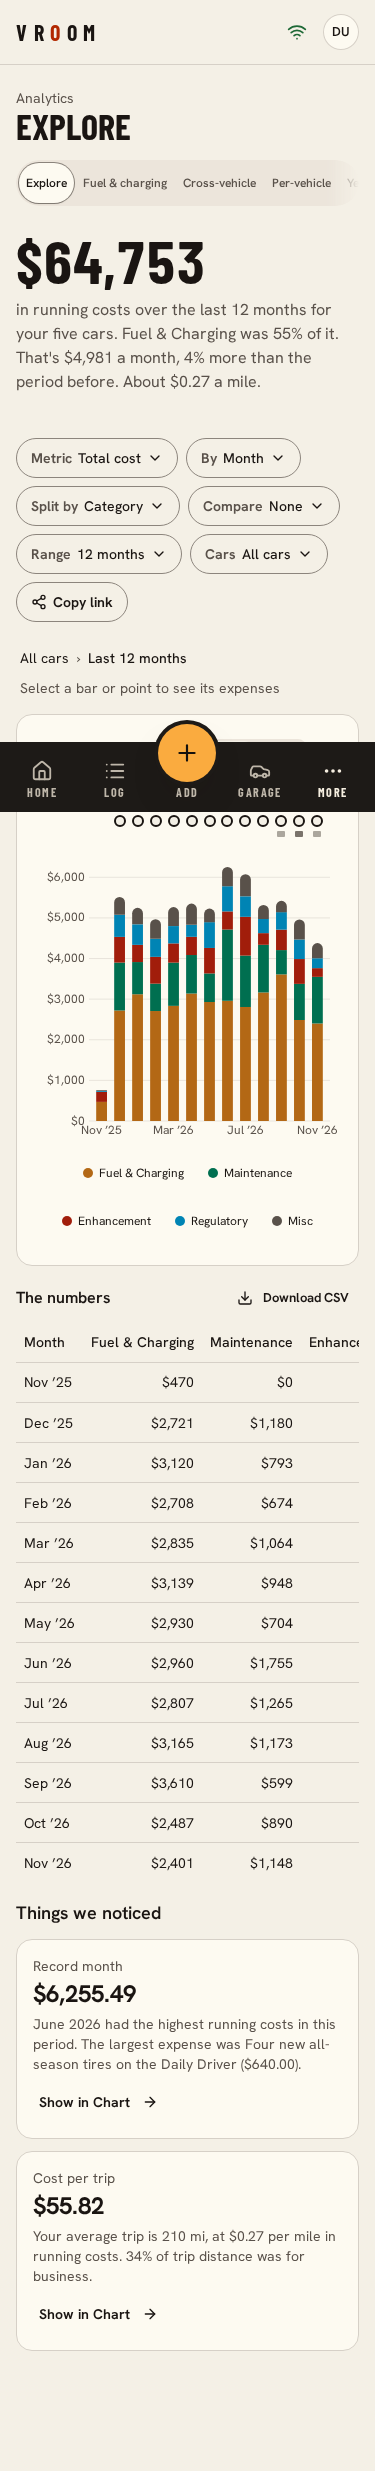 VROOM
DU
Analytics
EXPLORE
Explore Fuel & charging Cross-vehicle Per-vehicle
$64,753
in running costs over the last 12 months for
your five cars. Fuel & Charging was 55% of it.
That's $4,981 a month, 4% more than the
period before. About $0.27 a mile.
Metric Total cost By Month
Split by Category Compare None
Range 12 months Cars All cars
Copy link
All cars › Last 12 months
Select a bar or point to see its expenses
HOME LOG ADD GARAGE MORE
$6,000
$5,000
$4,000
$3,000
$2,000
$1,000
$0
Nov ’25 Mar ’26 Jul ’26 Nov ’26
Fuel & Charging Maintenance
Enhancement Regulatory Misc
The numbers Download CSV
Month Fuel & Charging Maintenance
Nov ’25 $470 $0
Dec ’25 $2,721 $1,180
Jan ’26 $3,120 $793
Feb ’26 $2,708 $674
Mar ’26 $2,835 $1,064
Apr ’26 $3,139 $948
May ’26 $2,930 $704
Jun ’26 $2,960 $1,755
Jul ’26 $2,807 $1,265
Aug ’26 $3,165 $1,173
Sep ’26 $3,610 $599
Oct ’26 $2,487 $890
Nov ’26 $2,401 $1,148
Things we noticed
Record month
$6,255.49
June 2026 had the highest running costs in this
period. The largest expense was Four new all-
season tires on the Daily Driver ($640.00).
Show in Chart
Cost per trip
$55.82
Your average trip is 210 mi, at $0.27 per mile in
running costs. 34% of trip distance was for
business.
Show in Chart